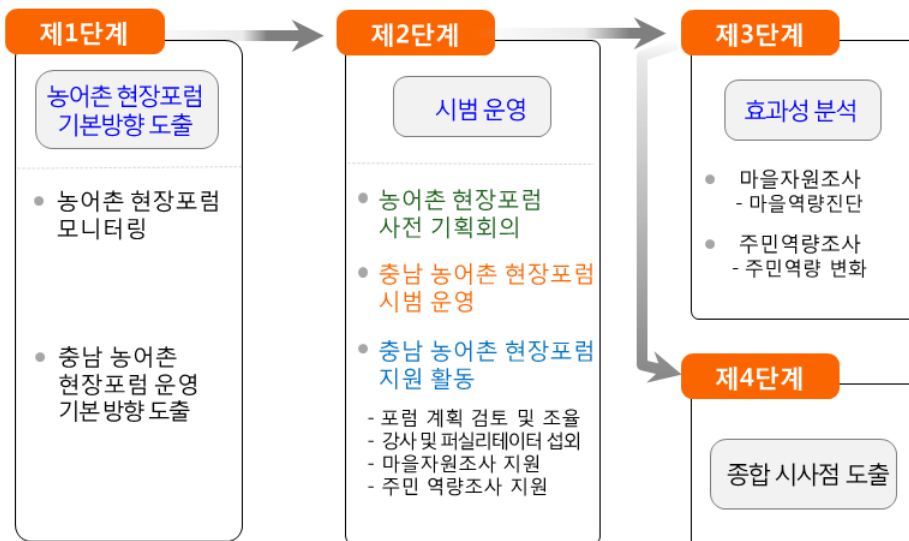 제1단계
농어촌 현장포럼
기본방향 도출
● 농어촌 현장포럼
모니터링
● 충남 농어촌
현장포럼 운영
기본방향 도출
제2단계
시범 운영
● 농어촌 현장포럼
사전 기획회의
● 충남 농어촌 현장포럼
시범 운영
● 충남 농어촌 현장포럼
지원 활동
- 포럼 계획 검토 및 조율
- 강사 및 퍼실리테이터 섭외
- 마을자원조사 지원
- 주민 역량조사 지원
제3단계
효과성 분석
● 마을자원조사
- 마을역량진단
● 주민역량조사
- 주민역량 변화
제4단계
종합 시사점 도출